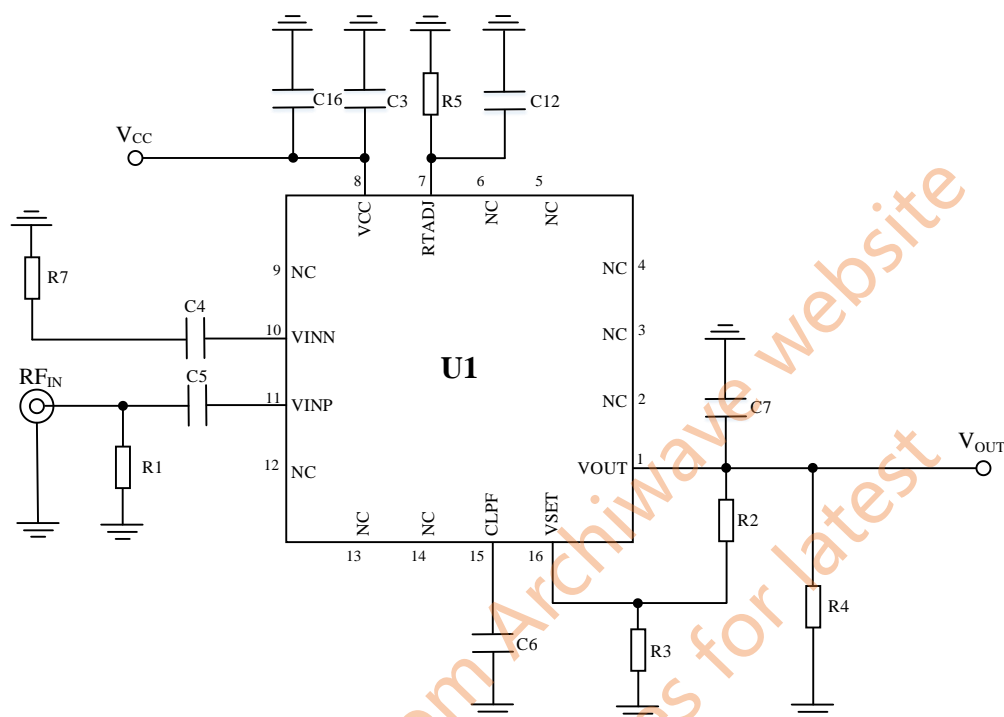 C16
C3
R5
C12
VCC
8
7
6
5
VCC
RTADJ
NC
NC
R7
9
NC
NC
4
C4
10
VINN
NC
3
U1
RFIN
C5
11
VINP
NC
2
C7
R1
12
NC
VOUT
1
VOUT
NC
NC
CLPF
VSET
R2
13
14
15
16
C6
R3
R4
om Archiwave website
es for latest